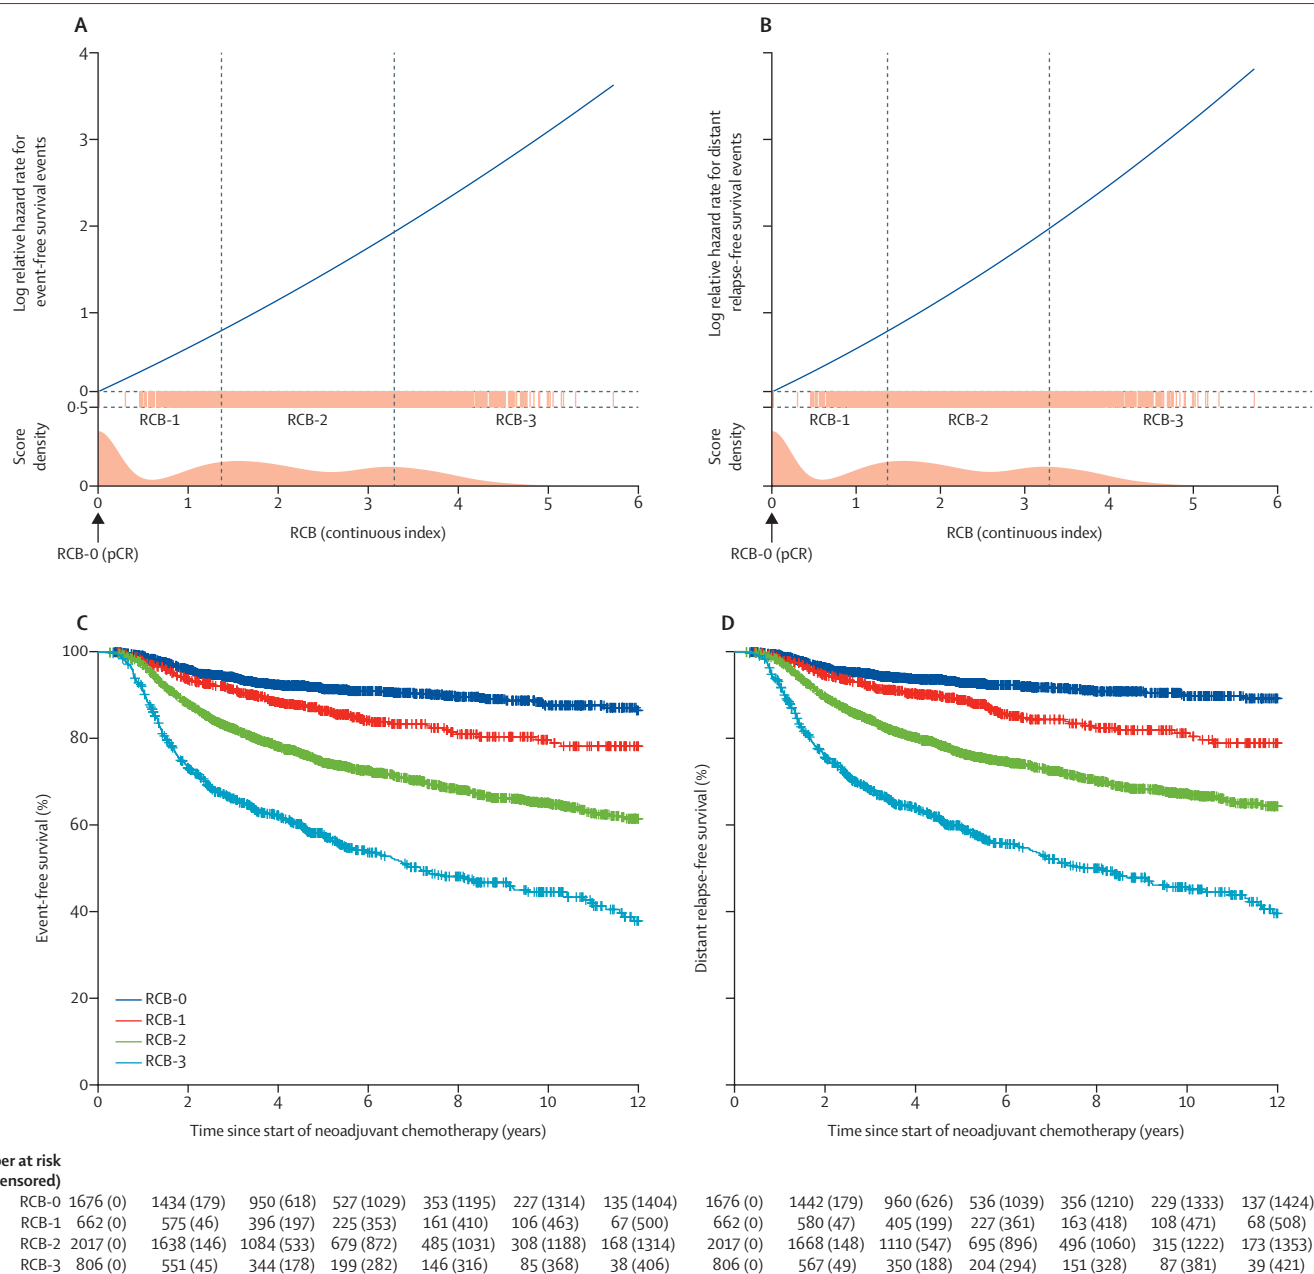 A
Log relative hazard rate for
event-free survival events
4
3
2
1
0
0·5
Score
density
0
RCB-1
RCB-2
RCB-3
0 1 2 3 4 5 6
RCB (continuous index)
RCB-0 (pCR)
B
Log relative hazard rate for distant
relapse-free survival events
Score
density
RCB-1
RCB-2
RCB-3
0 1 2 3 4 5 6
RCB (continuous index)
RCB-0 (pCR)
C
Event-free survival (%)
100
80
60
40
20
0
RCB-0
RCB-1
RCB-2
RCB-3
0 2 4 6 8 10 12
Time since start of neoadjuvant chemotherapy (years)
D
Distant relapse-free survival (%)
0 2 4 6 8 10 12
Time since start of neoadjuvant chemotherapy (years)
at risk
RCB-0 1676 (0) 1434 (179) 950 (618) 527 (1029) 353 (1195) 227 (1314) 135 (1404) 1676 (0) 1442 (179) 960 (626) 536 (1039) 356 (1210) 229 (1333) 137 (1424)
RCB-1 662 (0) 575 (46) 396 (197) 225 (353) 161 (410) 106 (463) 67 (500) 662 (0) 580 (47) 405 (199) 227 (361) 163 (418) 108 (471) 68 (508)
RCB-2 2017 (0) 1638 (146) 1084 (533) 679 (872) 485 (1031) 308 (1188) 168 (1314) 2017 (0) 1668 (148) 1110 (547) 695 (896) 496 (1060) 315 (1222) 173 (1353)
RCB-3 806 (0) 551 (45) 344 (178) 199 (282) 146 (316) 85 (368) 38 (406) 806 (0) 567 (49) 350 (188) 204 (294) 151 (328) 87 (381) 39 (421)